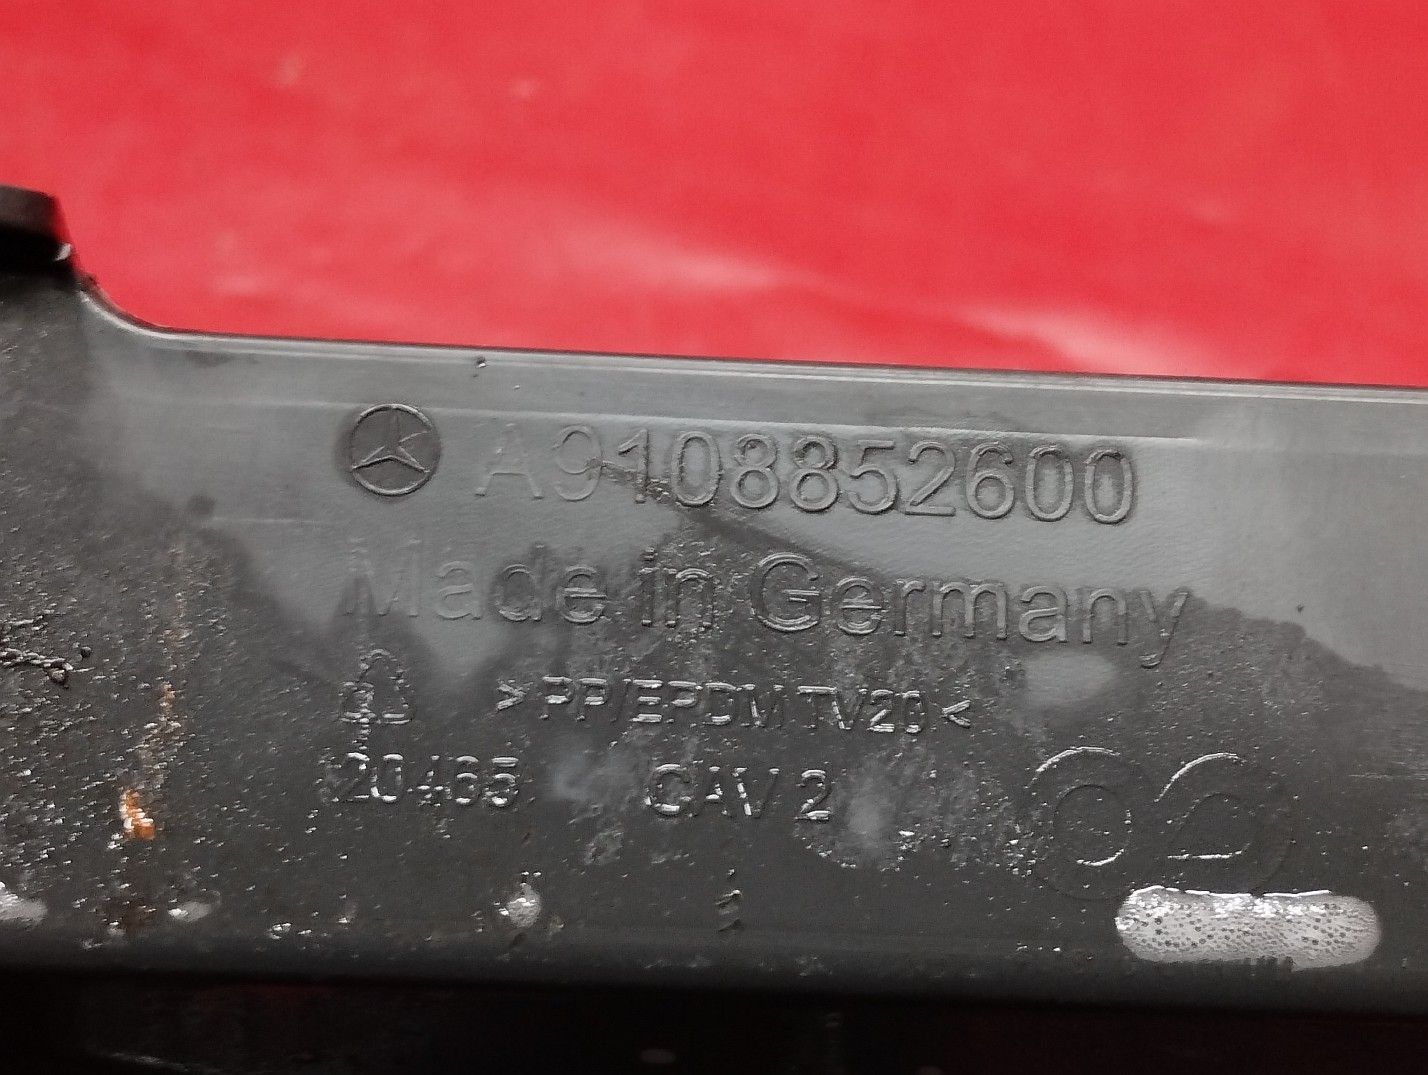 A9108852600
Made in Germany
>PP/EPDM TV20<
20465 CAV 2